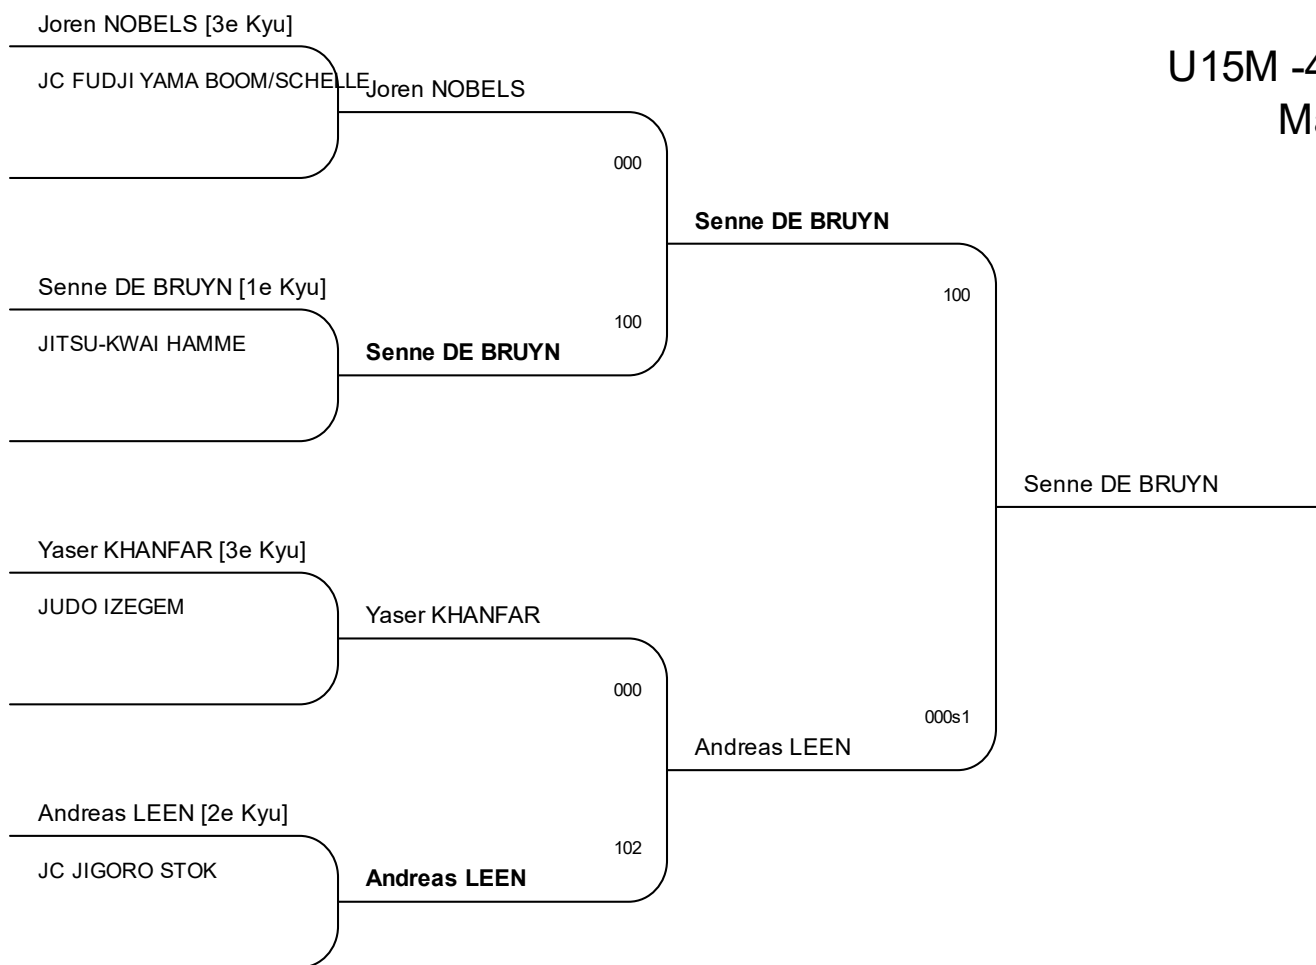 Joren NOBELS [3e Kyu]
JC FUDJI YAMA BOOM/SCHELLE
Joren NOBELS
U15M -4
Ma
000
Senne DE BRUYN
Senne DE BRUYN [1e Kyu]
100
100
JITSU-KWAI HAMME
Senne DE BRUYN
Senne DE BRUYN
Yaser KHANFAR [3e Kyu]
JUDO IZEGEM
Yaser KHANFAR
000
000s1
Andreas LEEN
Andreas LEEN [2e Kyu]
102
JC JIGORO STOK
Andreas LEEN